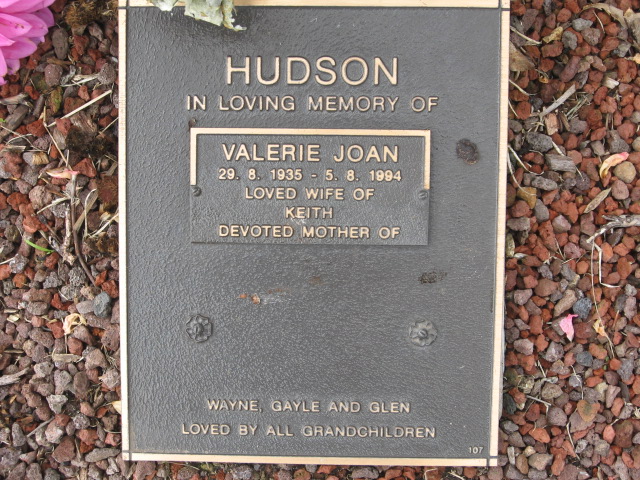 HUDSON
IN LOVING MEMORY OF
VALERIE JOAN
29. 8. 1935 - 5. 8. 1994
LOVED WIFE OF
KEITH
DEVOTED MOTHER OF
WAYNE, GAYLE AND GLEN
LOVED BY ALL GRANDCHILDREN
107